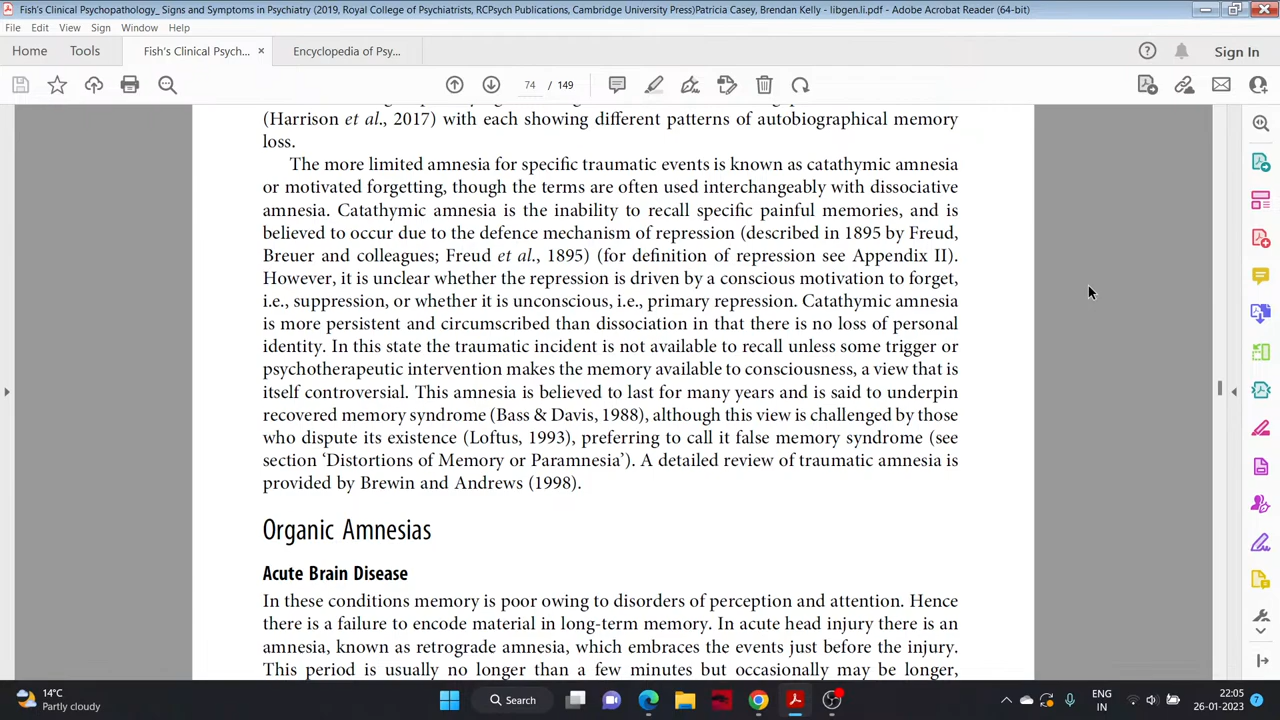 Fish's Clinical Psychopathology_ Signs and Symptoms in Psychiatry (2019, Royal College of Psychiatrists, RCPsych Publications, Cambridge University Press)Patricia Casey, Brendan Kelly - libgen.li.pdf - Adobe Acrobat Reader (64-bit)
File Edit View Sign Window Help
Home Tools Fish's Clinical Psych... × Encyclopedia of Psy... Sign In
74 / 149
(Harrison et al., 2017) with each showing different patterns of autobiographical memory
loss.
The more limited amnesia for specific traumatic events is known as catathymic amnesia
or motivated forgetting, though the terms are often used interchangeably with dissociative
amnesia. Catathymic amnesia is the inability to recall specific painful memories, and is
believed to occur due to the defence mechanism of repression (described in 1895 by Freud,
Breuer and colleagues; Freud et al., 1895) (for definition of repression see Appendix II).
However, it is unclear whether the repression is driven by a conscious motivation to forget,
i.e., suppression, or whether it is unconscious, i.e., primary repression. Catathymic amnesia
is more persistent and circumscribed than dissociation in that there is no loss of personal
identity. In this state the traumatic incident is not available to recall unless some trigger or
psychotherapeutic intervention makes the memory available to consciousness, a view that is
itself controversial. This amnesia is believed to last for many years and is said to underpin
recovered memory syndrome (Bass & Davis, 1988), although this view is challenged by those
who dispute its existence (Loftus, 1993), preferring to call it false memory syndrome (see
section ‘Distortions of Memory or Paramnesia’). A detailed review of traumatic amnesia is
provided by Brewin and Andrews (1998).
Organic Amnesias
Acute Brain Disease
In these conditions memory is poor owing to disorders of perception and attention. Hence
there is a failure to encode material in long-term memory. In acute head injury there is an
amnesia, known as retrograde amnesia, which embraces the events just before the injury.
This period is usually no longer than a few minutes but occasionally may be longer,
14°C
Partly cloudy
Search
ENG
IN
22:05
26-01-2023